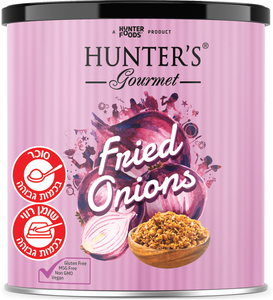 A HUNTER FOODS PRODUCT
HUNTER'S®
Gourmet
Fried
Onions
סוכר
בכמות גבוהה
שומן רווי
בכמות גבוהה
Gluten Free
MSG Free
Non GMO
Vegan